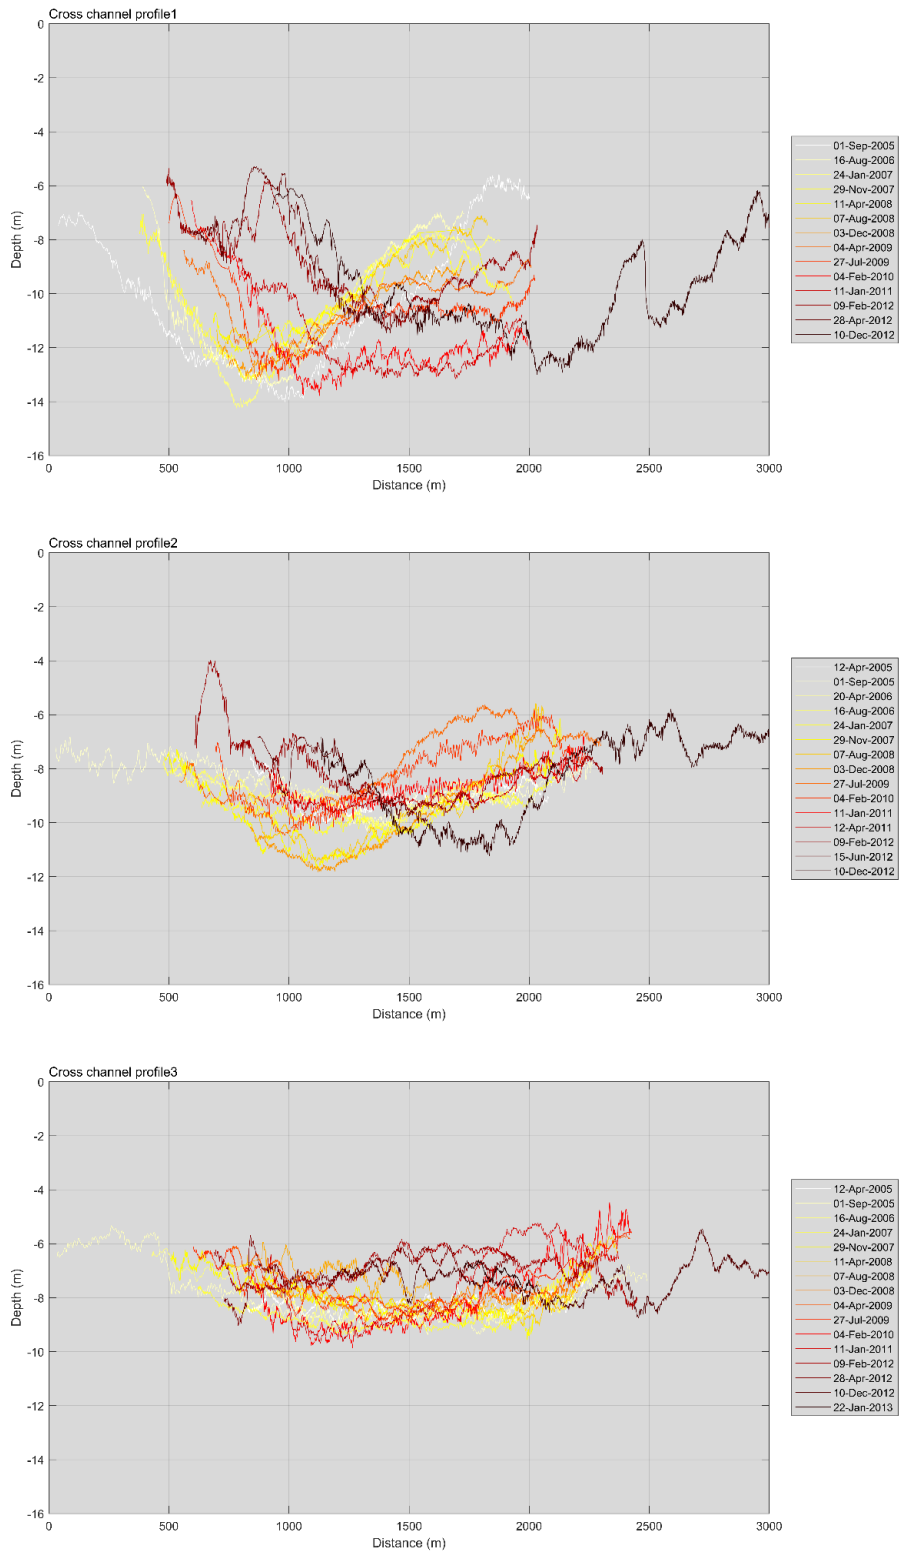 Cross channel profile1
0
-2
-4
-6
-8
-10
-12
-14
-16
Depth (m)
0 500 1000 1500 2000 2500 3000
Distance (m)
01-Sep-2005
16-Aug-2006
24-Jan-2007
29-Nov-2007
11-Apr-2008
07-Aug-2008
03-Dec-2008
04-Apr-2009
27-Jul-2009
04-Feb-2010
11-Jan-2011
09-Feb-2012
28-Apr-2012
10-Dec-2012
Cross channel profile2
0
-2
-4
-6
-8
-10
-12
-14
-16
Depth (m)
0 500 1000 1500 2000 2500 3000
Distance (m)
12-Apr-2005
01-Sep-2005
20-Apr-2006
16-Aug-2006
24-Jan-2007
29-Nov-2007
07-Aug-2008
03-Dec-2008
27-Jul-2009
04-Feb-2010
11-Jan-2011
12-Apr-2011
09-Feb-2012
15-Jun-2012
10-Dec-2012
Cross channel profile3
0
-2
-4
-6
-8
-10
-12
-14
-16
Depth (m)
0 500 1000 1500 2000 2500 3000
Distance (m)
12-Apr-2005
01-Sep-2005
16-Aug-2006
24-Jan-2007
29-Nov-2007
11-Apr-2008
07-Aug-2008
03-Dec-2008
04-Apr-2009
27-Jul-2009
04-Feb-2010
11-Jan-2011
09-Feb-2012
28-Apr-2012
10-Dec-2012
22-Jan-2013